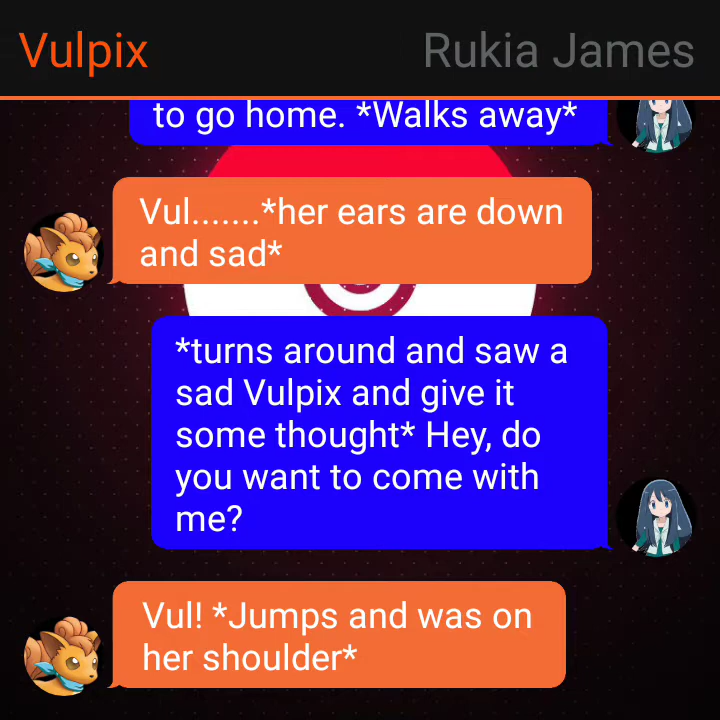 Vulpix
Rukia James
to go home. *Walks away*
Vul.......*her ears are down
and sad*
*turns around and saw a
sad Vulpix and give it
some thought* Hey, do
you want to come with
me?
Vul! *Jumps and was on
her shoulder*